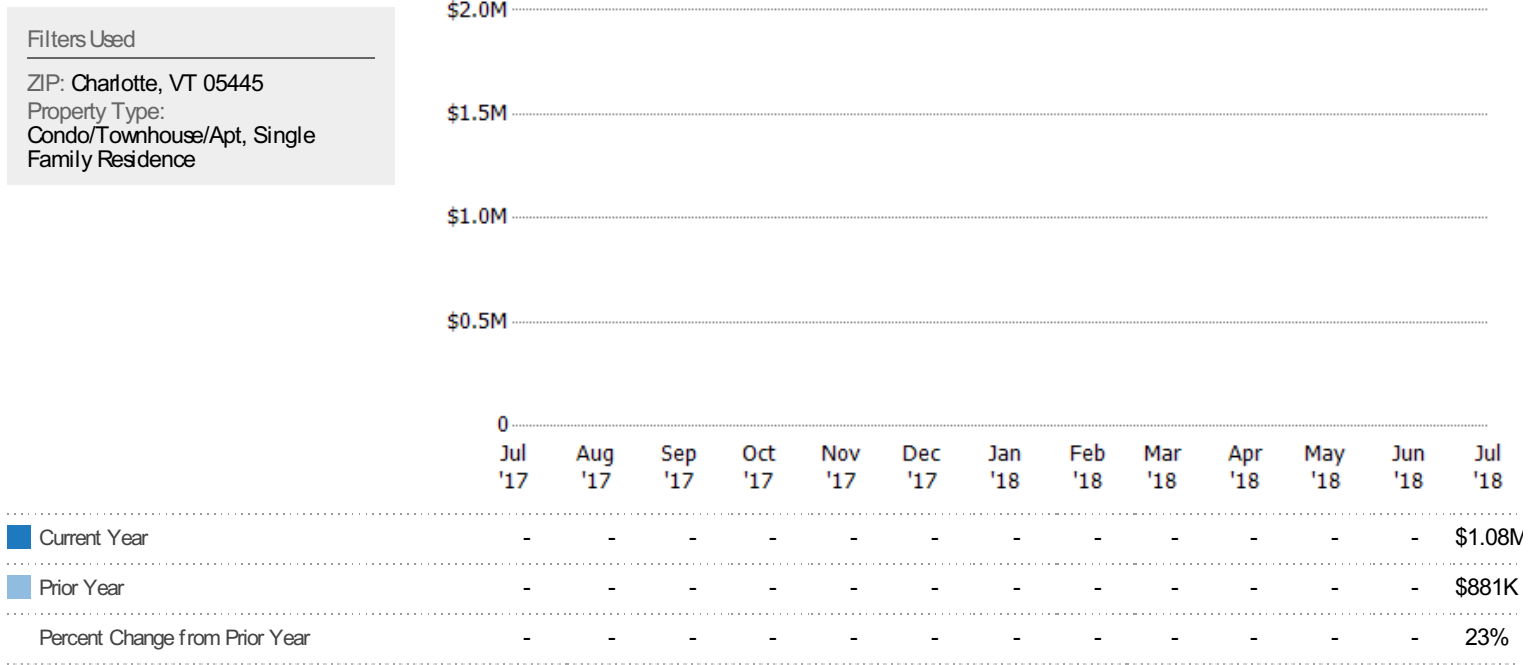 Filters Used
ZIP: Charlotte, VT 05445
Property Type:
Condo/Townhouse/Apt, Single
Family Residence
$2.0M
$1.5M
$1.0M
$0.5M
0
Jul Aug Sep Oct Nov Dec Jan Feb Mar Apr May Jun Jul
'17 '17 '17 '17 '17 '17 '18 '18 '18 '18 '18 '18 '18
Current Year - - - - - - - - - - - - $1.08M
Prior Year - - - - - - - - - - - - $881K
Percent Change from Prior Year - - - - - - - - - - - - 23%